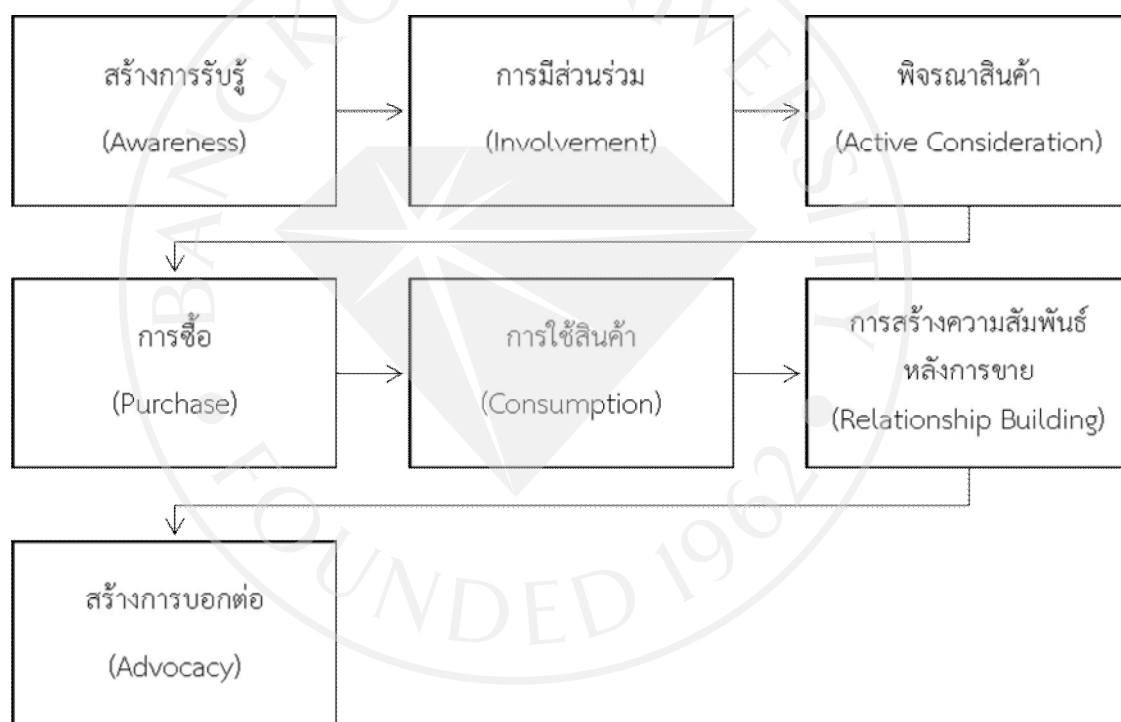 สร้างการรับรู้
(Awareness)
การมีส่วนร่วม
(Involvement)
พิจรณาสินค้า
(Active Consideration)
การซื้อ
(Purchase)
การใช้สินค้า
(Consumption)
การสร้างความสัมพันธ์
หลังการขาย
(Relationship Building)
สร้างการบอกต่อ
(Advocacy)
BANGKOK UNIVERSITY
FOUNDED 1962